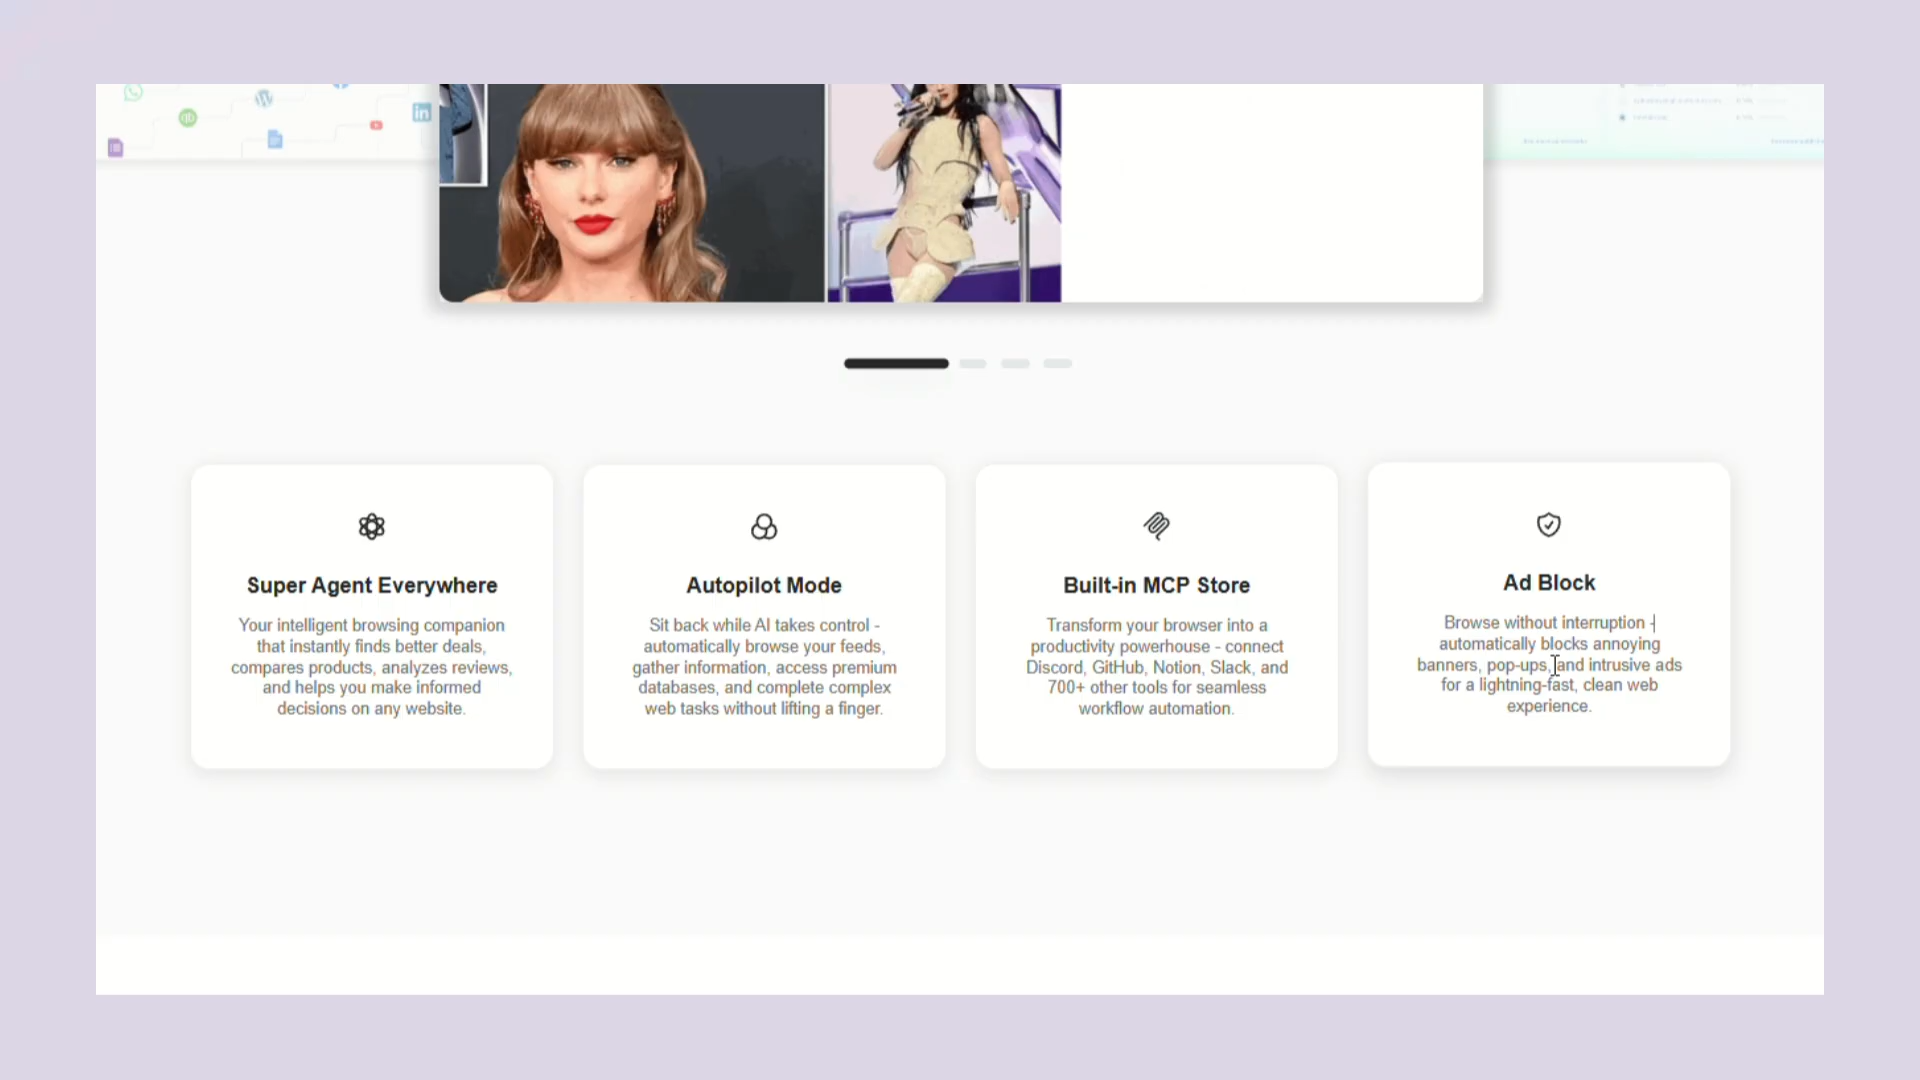 Super Agent Everywhere
Your intelligent browsing companion
that instantly finds better deals,
compares products, analyzes reviews,
and helps you make informed
decisions on any website.
Autopilot Mode
Sit back while AI takes control -
automatically browse your feeds,
gather information, access premium
databases, and complete complex
web tasks without lifting a finger.
Built-in MCP Store
Transform your browser into a
productivity powerhouse - connect
Discord, GitHub, Notion, Slack, and
700+ other tools for seamless
workflow automation.
Ad Block
Browse without interruption -
automatically blocks annoying
banners, pop-ups, and intrusive ads
for a lightning-fast, clean web
experience.